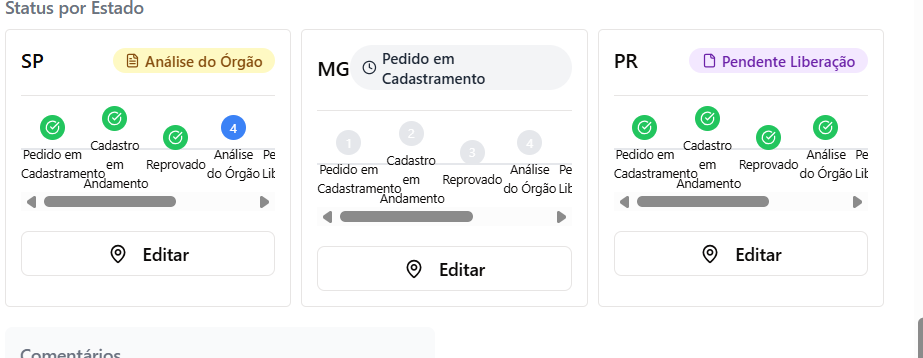 Status por Estado
SP
Análise do Órgão
Pedido em
Cadastramento
Cadastro
em
Andamento
Reprovado
4
Análise
do Órgão
Pe
Lib
Editar
MG
Pedido em
Cadastramento
1
Pedido em
Cadastramento
2
Cadastro
em
Andamento
3
Reprovado
4
Análise
do Órgão
Pe
Lib
Editar
PR
Pendente Liberação
Pedido em
Cadastramento
Cadastro
em
Andamento
Reprovado
Análise
do Órgão
Pe
Lib
Editar
Comentários